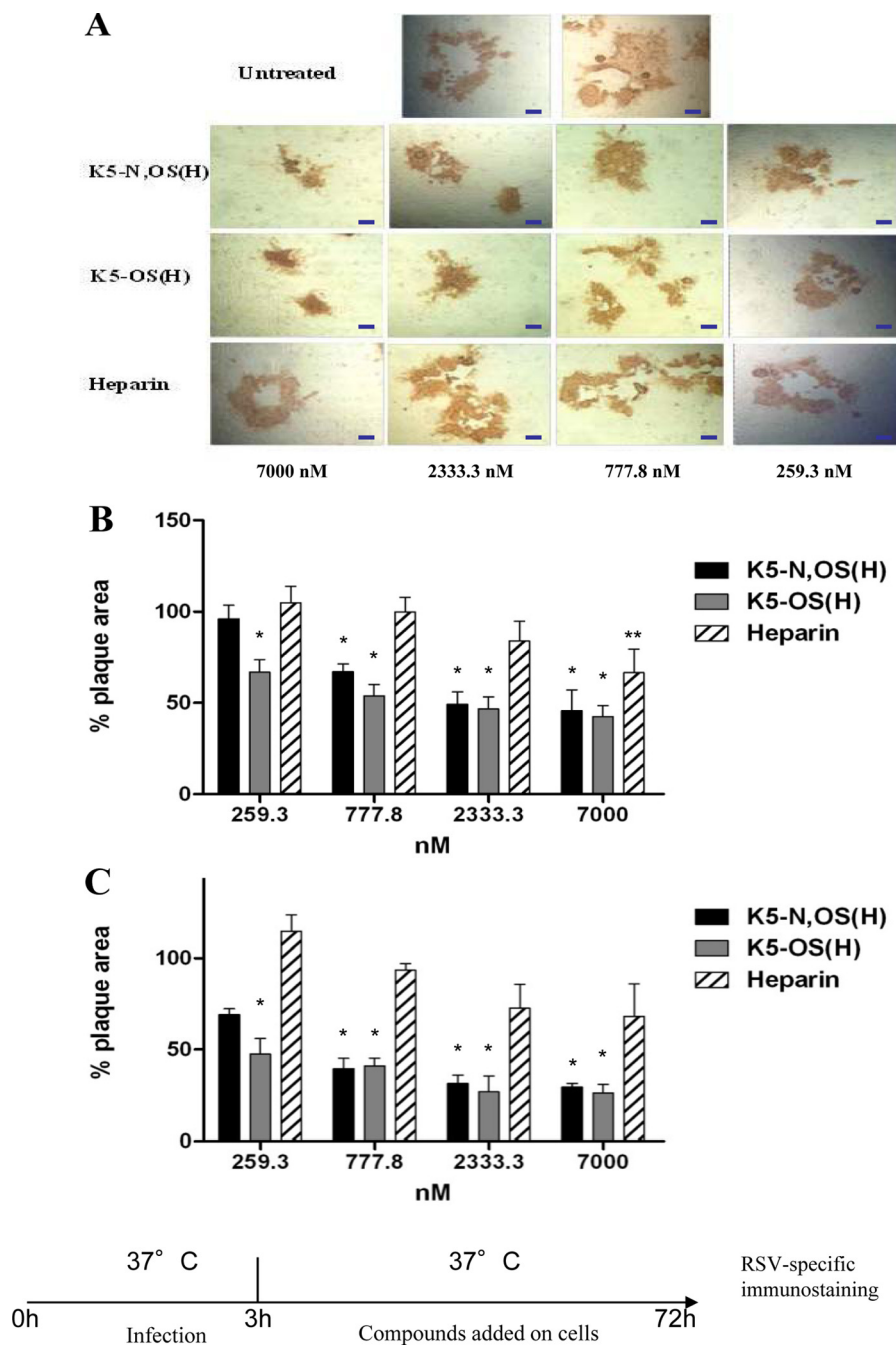 A
Untreated
K5-N,OS(H)
K5-OS(H)
Heparin
7000 nM 2333.3 nM 777.8 nM 259.3 nM
B
150
100
50
0
% plaque area
* * * * * * * **
259.3 777.8 2333.3 7000
nM
K5-N,OS(H)
K5-OS(H)
Heparin
C
100
50
0
% plaque area
* * * * * * *
259.3 777.8 2333.3 7000
nM
K5-N,OS(H)
K5-OS(H)
Heparin
37° C 37° C
RSV-specific
immunostaining
0h 3h 72h
Infection Compounds added on cells